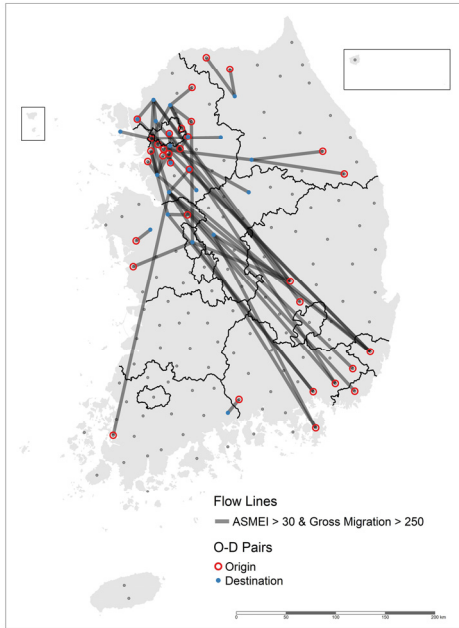 Flow Lines
ASMEI > 30 & Gross Migration > 250
O-D Pairs
Origin
Destination
0 50 100 150 200 km